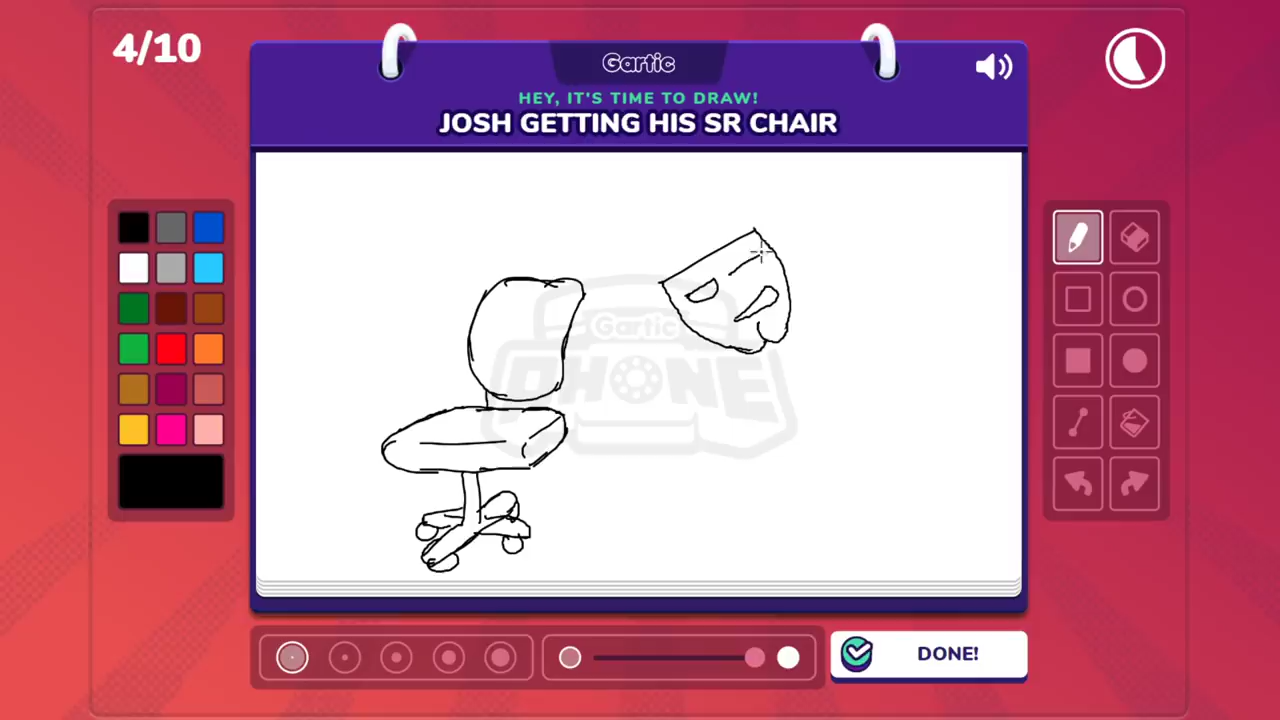 4/10
Gartic
HEY, IT'S TIME TO DRAW!
JOSH GETTING HIS SR CHAIR
Gartic
PHONE
DONE!